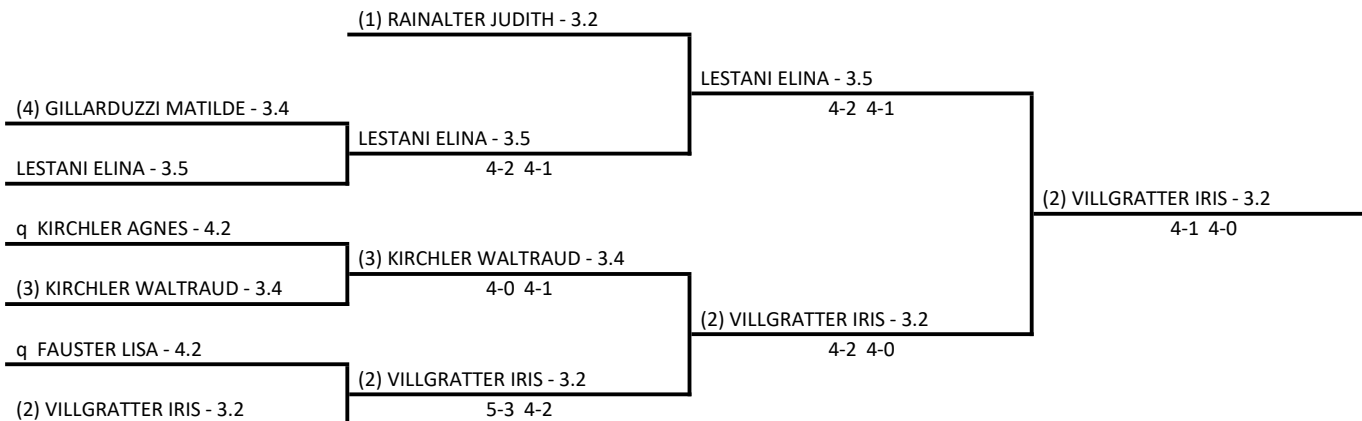 (1) RAINALTER JUDITH - 3.2
LESTANI ELINA - 3.5
4-2 4-1
(4) GILLARDUZZI MATILDE - 3.4
LESTANI ELINA - 3.5
4-2 4-1
LESTANI ELINA - 3.5
(2) VILLGRATTER IRIS - 3.2
4-1 4-0
q KIRCHLER AGNES - 4.2
(3) KIRCHLER WALTRAUD - 3.4
4-0 4-1
(3) KIRCHLER WALTRAUD - 3.4
(2) VILLGRATTER IRIS - 3.2
4-2 4-0
q FAUSTER LISA - 4.2
(2) VILLGRATTER IRIS - 3.2
5-3 4-2
(2) VILLGRATTER IRIS - 3.2